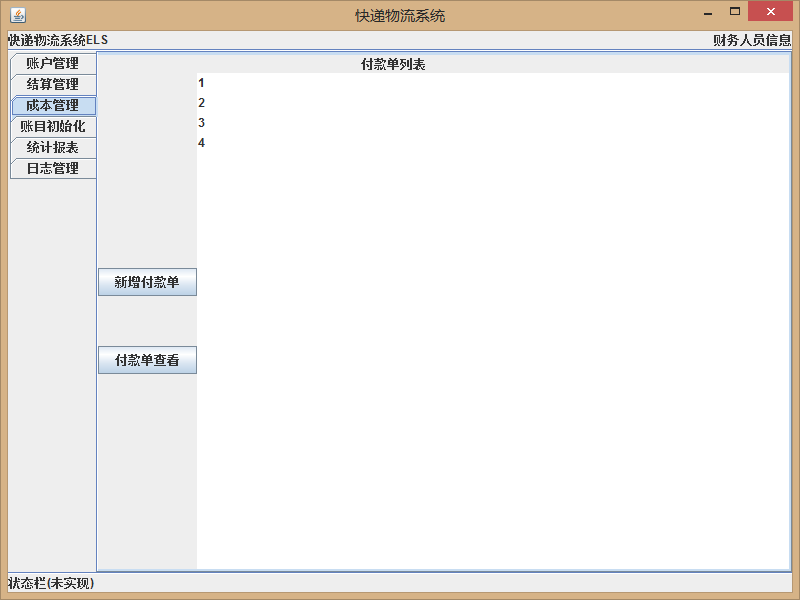 快递物流系统
快递物流系统ELS
财务人员信息
账户管理
结算管理
成本管理
账目初始化
统计报表
日志管理
付款单列表
1
2
3
4
新增付款单
付款单查看
状态栏(未实现)